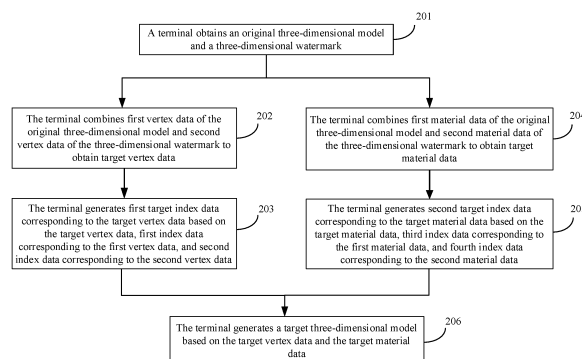 201
A terminal obtains an original three-dimensional model
and a three-dimensional watermark
The terminal combines first vertex data of the
original three-dimensional model and second
vertex data of the three-dimensional watermark to
obtain target vertex data
202
The terminal combines first material data of the original
three-dimensional model and second material data of
the three-dimensional watermark to obtain target
material data
204
The terminal generates first target index data
corresponding to the target vertex data based on
the target vertex data, first index data
corresponding to the first vertex data, and second
index data corresponding to the second vertex data
203
The terminal generates second target index data
corresponding to the target material data based on the
target material data, third index data corresponding to
the first material data, and fourth index data
corresponding to the second material data
The terminal generates a target three-dimensional model
based on the target vertex data and the target material
data
206